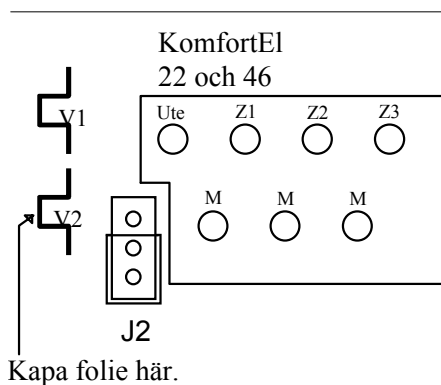 KomfortEl
22 och 46
V1
Ute Z1 Z2 Z3
V2
M M M
J2
Kapa folie här.